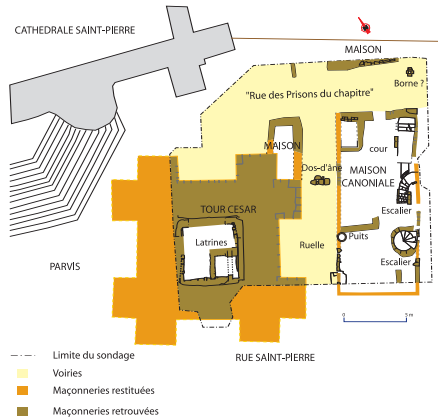 CATHEDRALE SAINT-PIERRE
MAISON
Borne ?
"Rue des Prisons du chapitre"
MAISON
cour
Dos-d'âne
MAISON
CANONIALE
TOUR CESAR
Escalier
Latrines
Ruelle
Puits
Escalier
PARVIS
0 5 m
RUE SAINT-PIERRE
Limite du sondage
Voiries
Maçonneries restituées
Maçonneries retrouvées